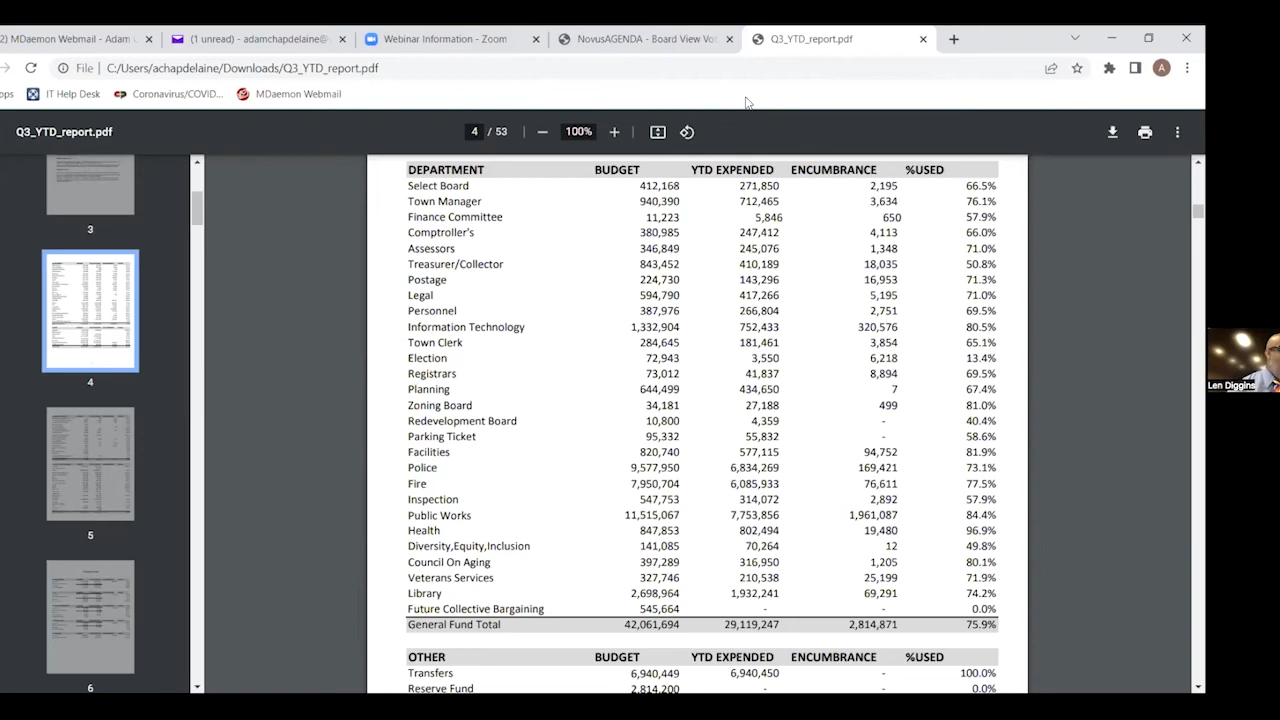 2) MDaemon Webmail - Adam
(1 unread) - adamchapdelaine@
Webinar Information - Zoom
NovusAGENDA - Board View Vot
Q3_YTD_report.pdf
File | C:/Users/achapdelaine/Downloads/Q3_YTD_report.pdf
A
ops IT Help Desk Coronavirus/COVID... MDaemon Webmail
Q3_YTD_report.pdf 4 / 53 100%
3
4
5
6
DEPARTMENT BUDGET YTD EXPENDED ENCUMBRANCE %USED
Select Board 412,168 271,850 2,195 66.5%
Town Manager 940,390 712,465 3,634 76.1%
Finance Committee 11,223 5,846 650 57.9%
Comptroller's 380,985 247,412 4,113 66.0%
Assessors 346,849 245,076 1,348 71.0%
Treasurer/Collector 843,452 410,189 18,035 50.8%
Postage 224,730 143,296 16,953 71.3%
Legal 594,790 417,266 5,195 71.0%
Personnel 387,976 266,804 2,751 69.5%
Information Technology 1,332,904 752,433 320,576 80.5%
Town Clerk 284,645 181,461 3,854 65.1%
Election 72,943 3,550 6,218 13.4%
Registrars 73,012 41,837 8,894 69.5%
Planning 644,499 434,650 7 67.4%
Zoning Board 34,181 27,188 499 81.0%
Redevelopment Board 10,800 4,359 - 40.4%
Parking Ticket 95,332 55,832 - 58.6%
Facilities 820,740 577,115 94,752 81.9%
Police 9,577,950 6,834,269 169,421 73.1%
Fire 7,950,704 6,085,933 76,611 77.5%
Inspection 547,753 314,072 2,892 57.9%
Public Works 11,515,067 7,753,856 1,961,087 84.4%
Health 847,853 802,494 19,480 96.9%
Diversity,Equity,Inclusion 141,085 70,264 12 49.8%
Council On Aging 397,289 316,950 1,205 80.1%
Veterans Services 327,746 210,538 25,199 71.9%
Library 2,698,964 1,932,241 69,291 74.2%
Future Collective Bargaining 545,664 - - 0.0%
General Fund Total 42,061,694 29,119,247 2,814,871 75.9%
OTHER BUDGET YTD EXPENDED ENCUMBRANCE %USED
Transfers 6,940,449 6,940,450 - 100.0%
Reserve Fund 2,814,200 - - 0.0%
Len Diggins